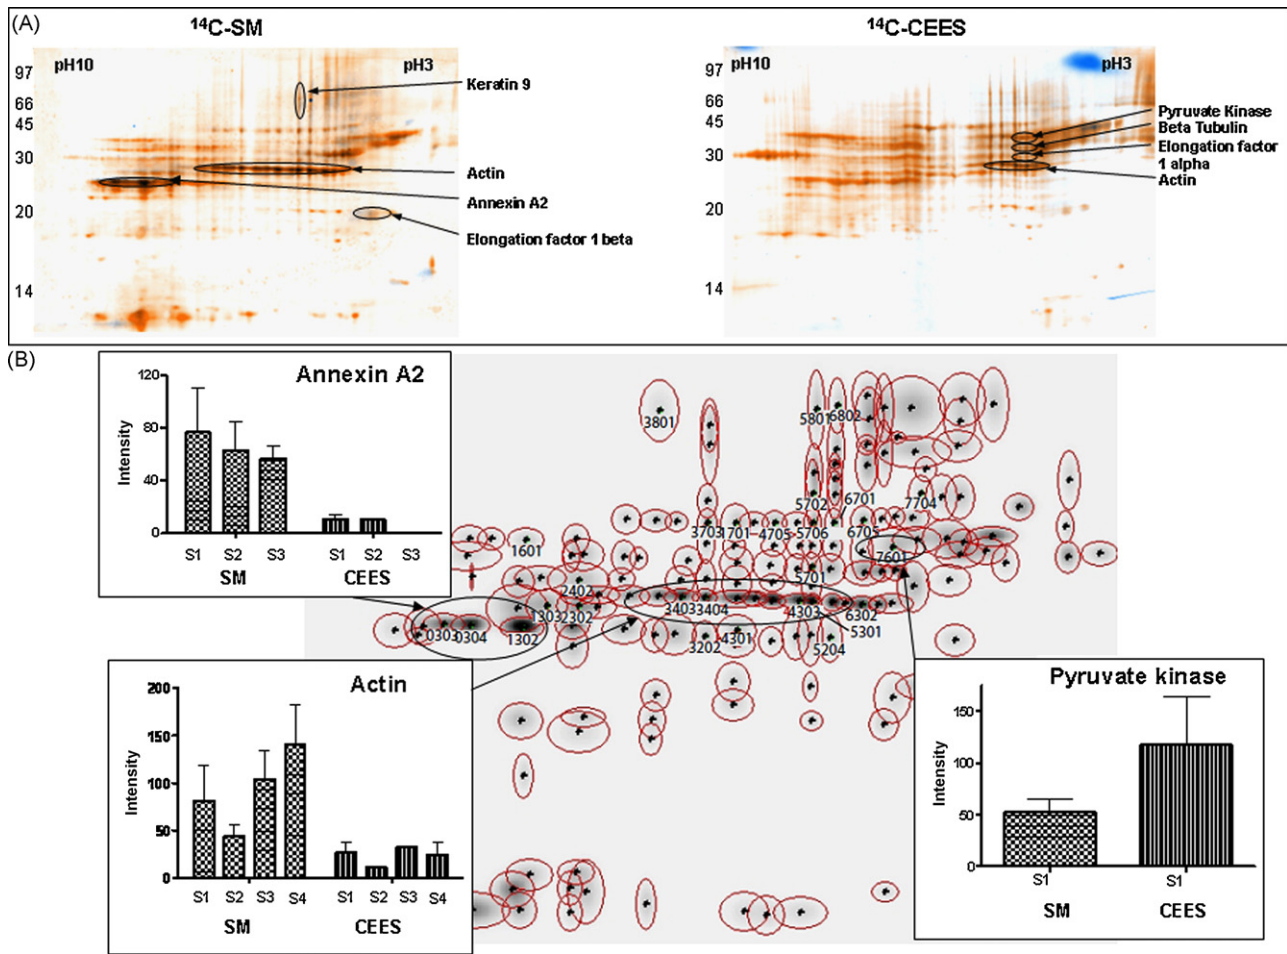 (A)
14C-SM
14C-CEES
pH10
pH3
97
66
45
30
20
14
Keratin 9
Actin
Annexin A2
Elongation factor 1 beta
97
66
45
30
20
14
pH10
pH3
Pyruvate Kinase
Beta Tubulin
Elongation factor
1 alpha
Actin
(B)
Annexin A2
Intensity
120
80
40
0
S1 S2 S3 S1 S2 S3
SM CEES
3801
5801 6802
5702 6701 7704
3703 1701 4705 5706 6705
1601
7601
5701
2402
3403 3404 4303 6302
1303 2302
5301
0303 0304 1302
3202 4301 5204
Actin
Intensity
200
150
100
50
0
S1 S2 S3 S4 S1 S2 S3 S4
SM CEES
Pyruvate kinase
Intensity
150
100
50
0
S1 S1
SM CEES